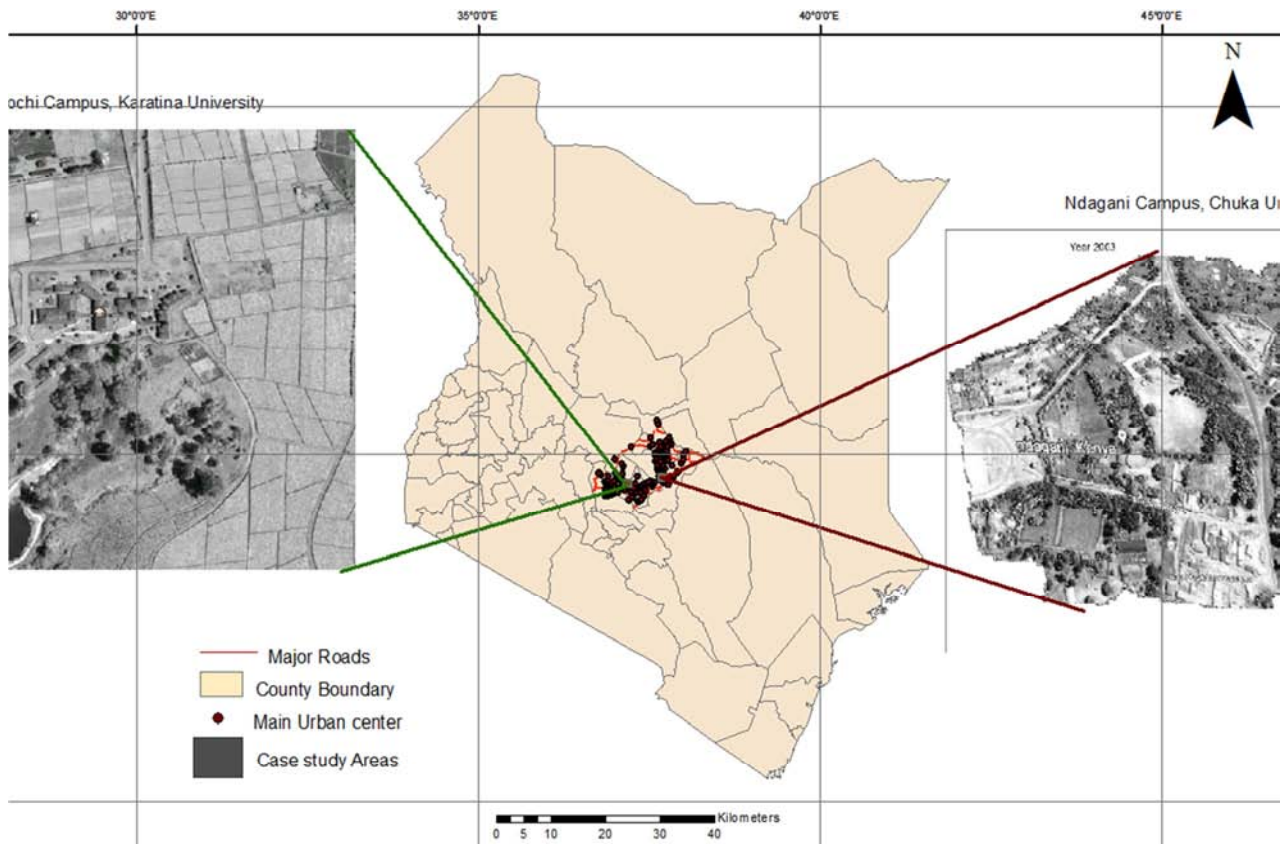 30°0'0"E 35°0'0"E 40°0'0"E 45°0'0"E
N
ochi Campus, Karatina University
Ndagani Campus, Chuka U
Year 2003
Ndagani, Kenya
Major Roads
County Boundary
Main Urban center
Case study Areas
Kilometers
0 5 10 20 30 40